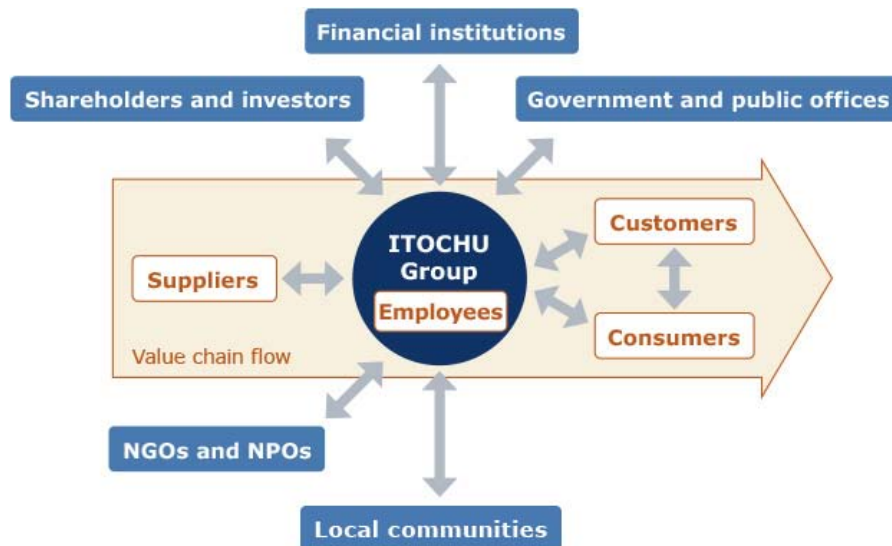 Financial institutions
Shareholders and investors
Government and public offices
ITOCHU
Group
Employees
Suppliers
Customers
Consumers
Value chain flow
NGOs and NPOs
Local communities